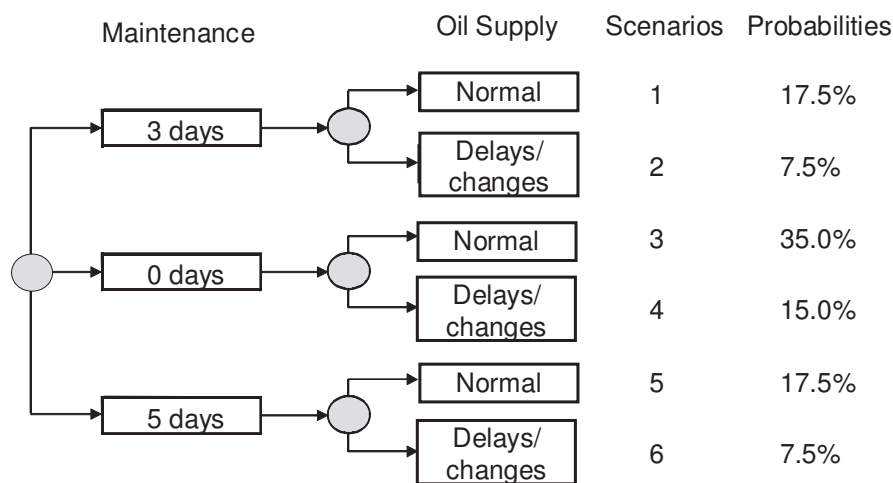 Maintenance Oil Supply Scenarios Probabilities
3 days
Normal 1 17.5%
Delays/
changes 2 7.5%
0 days
Normal 3 35.0%
Delays/
changes 4 15.0%
5 days
Normal 5 17.5%
Delays/
changes 6 7.5%